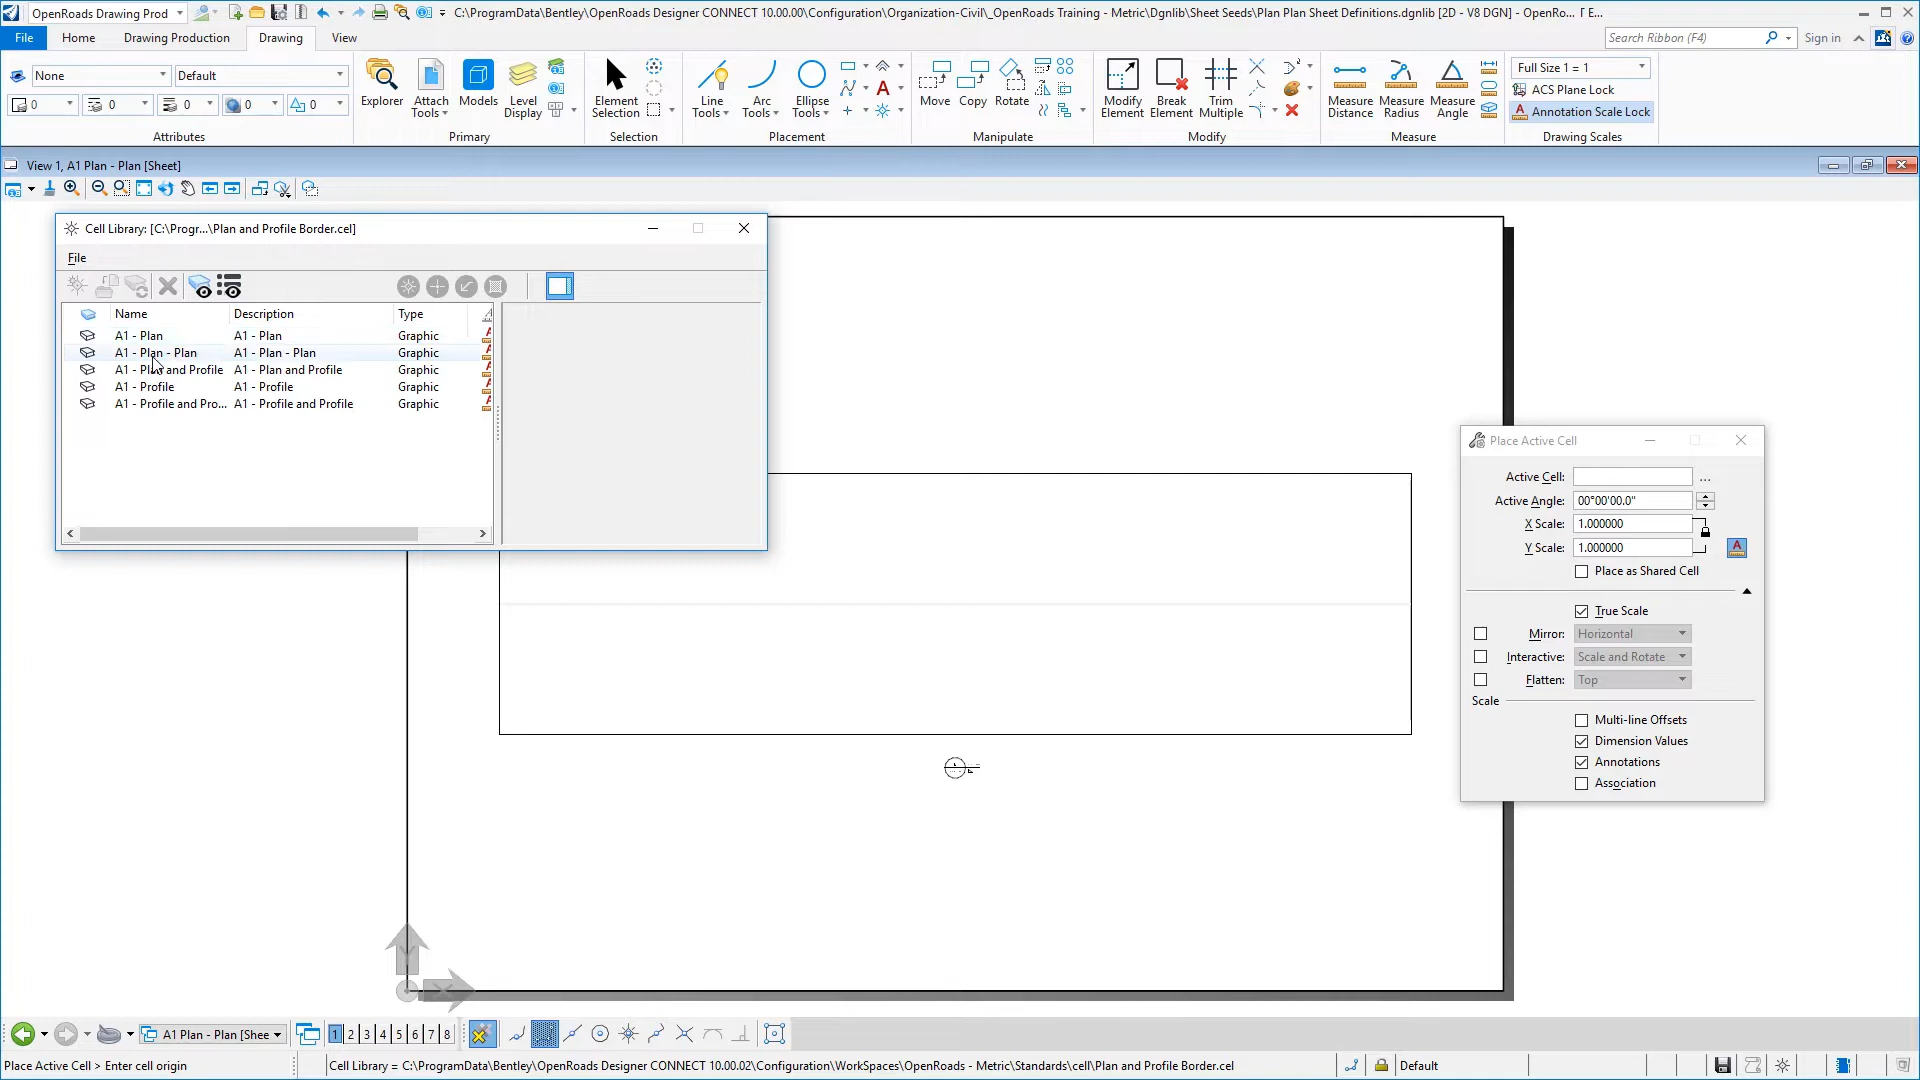 OpenRoads Drawing Prod
C:\ProgramData\Bentley\OpenRoads Designer CONNECT 10.00.00\Configuration\Organization-Civil\_OpenRoads Training - Metric\Dgnlib\Sheet Seeds\Plan Plan Sheet Definitions.dgnlib [2D - V8 DGN] - OpenRo...
File
Home
Drawing Production
Drawing
View
Search Ribbon (F4)
Sign in
None
Default
0
0
0
0
0
Attributes
Explorer
Attach Tools
Models
Level Display
Primary
Element Selection
Selection
Line Tools
Arc Tools
Ellipse Tools
Placement
Move
Copy
Rotate
Manipulate
Modify Element
Break Element
Trim Multiple
Modify
Measure Distance
Measure Radius
Measure Angle
Measure
Full Size 1 = 1
ACS Plane Lock
Annotation Scale Lock
Drawing Scales
View 1, A1 Plan - Plan [Sheet]
Cell Library: [C:\Progr...\Plan and Profile Border.cel]
File
Name Description Type
A1 - Plan A1 - Plan Graphic
A1 - Plan - Plan A1 - Plan - Plan Graphic
A1 - Plan and Profile A1 - Plan and Profile Graphic
A1 - Profile A1 - Profile Graphic
A1 - Profile and Pro... A1 - Profile and Profile Graphic
Place Active Cell
Active Cell: ...
Active Angle: 00°00'00.0"
X Scale: 1.000000
Y Scale: 1.000000
Place as Shared Cell
True Scale
Mirror: Horizontal
Interactive: Scale and Rotate
Flatten: Top
Scale
Multi-line Offsets
Dimension Values
Annotations
Association
Y
X
A1 Plan - Plan [Shee
1 2 3 4 5 6 7 8
Place Active Cell > Enter cell origin
Cell Library = C:\ProgramData\Bentley\OpenRoads Designer CONNECT 10.00.02\Configuration\WorkSpaces\OpenRoads - Metric\Standards\cell\Plan and Profile Border.cel
Default